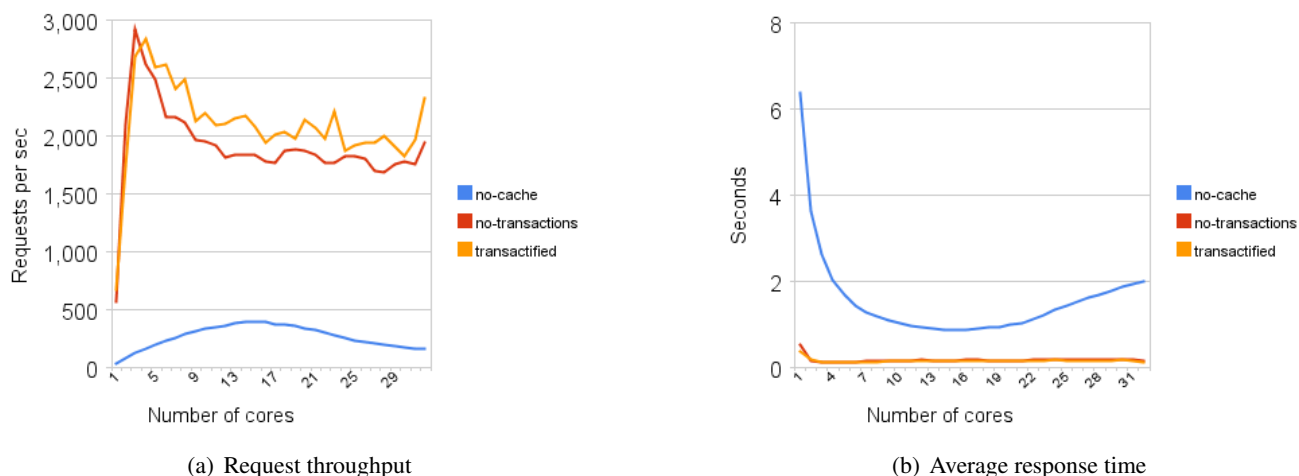 3,000
2,500
2,000
1,500
1,000
500
0
Requests per sec
1
5
9
13
17
21
25
29
Number of cores
no-cache
no-transactions
transactified
(a) Request throughput
8
6
4
2
0
Seconds
1
4
7
10
13
16
19
22
25
28
31
Number of cores
no-cache
no-transactions
transactified
(b) Average response time